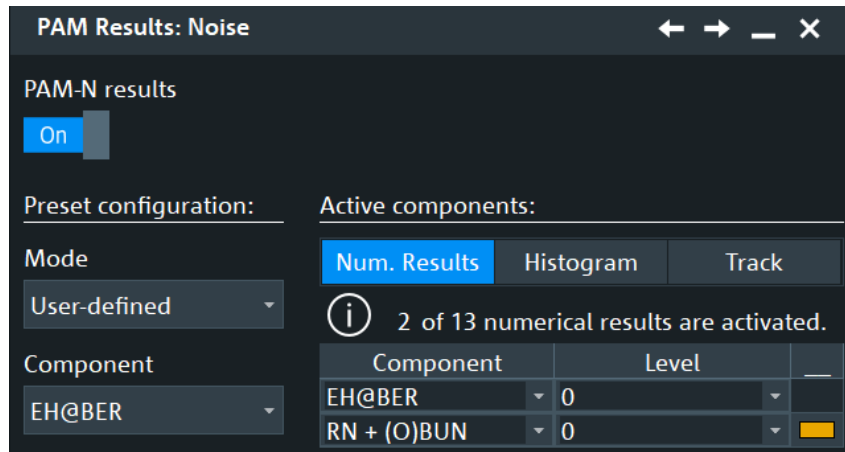 PAM Results: Noise
PAM-N results
On
Preset configuration:
Active components:
Mode
Num. Results Histogram Track
User-defined
2 of 13 numerical results are activated.
Component
Component Level
EH@BER
EH@BER 0
RN + (O)BUN 0